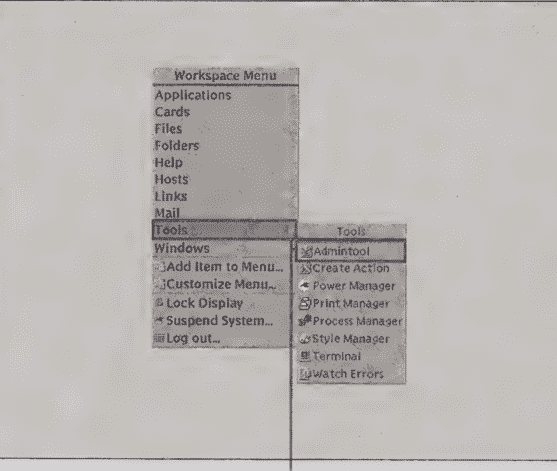 Workspace Menu
Applications
Cards
Files
Folders
Help
Hosts
Links
Mail
Tools
Windows
Add Item to Menu...
Customize Menu...
Lock Display
Suspend System...
Log out...
Tools
Admintool
Create Action
Power Manager
Print Manager
Process Manager
Style Manager
Terminal
Watch Errors